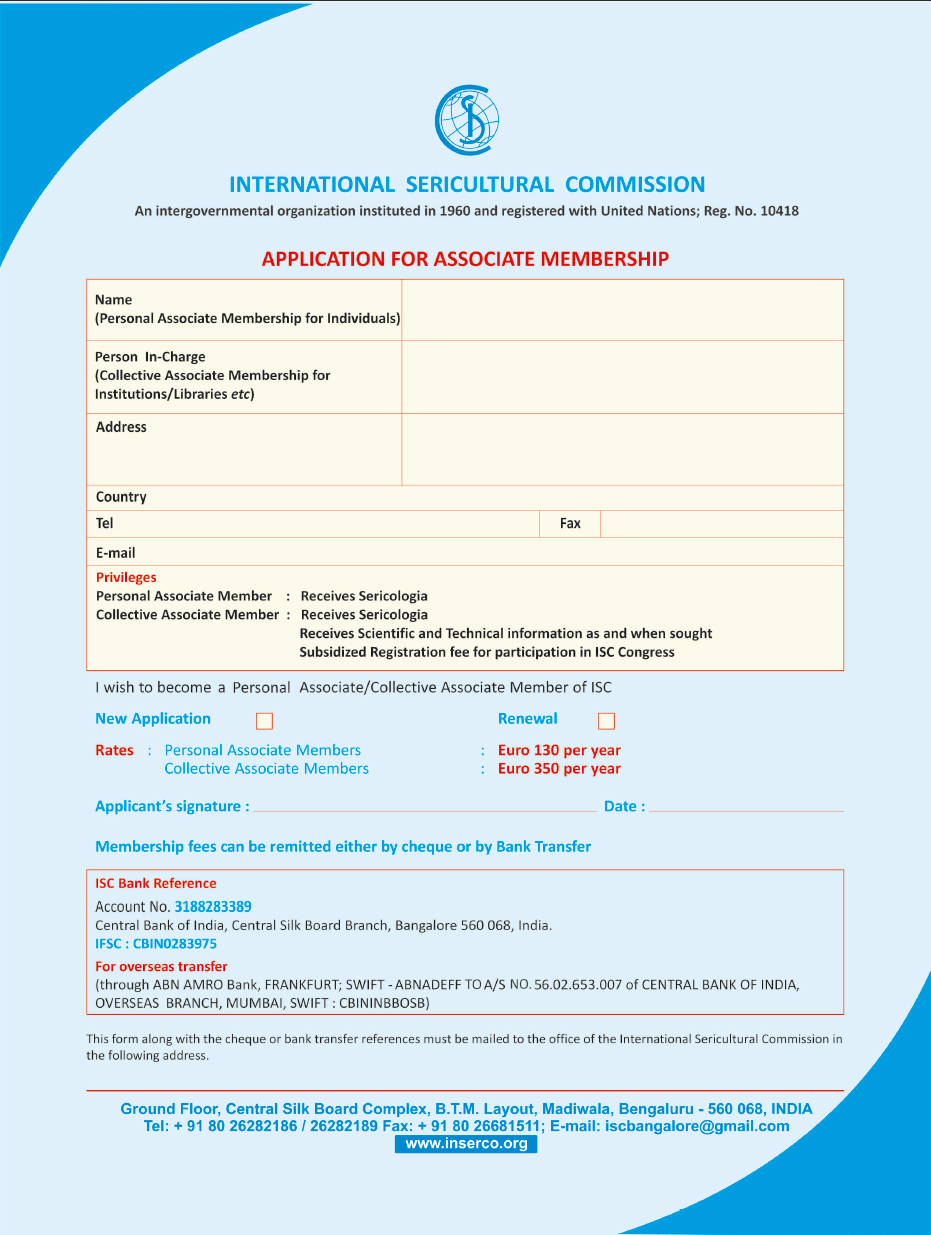 INTERNATIONAL SERICULTURAL COMMISSION
An intergovernmental organization instituted in 1960 and registered with United Nations; Reg. No. 10418
APPLICATION FOR ASSOCIATE MEMBERSHIP
Name
(Personal Associate Membership for Individuals)
Person In-Charge
(Collective Associate Membership for
Institutions/Libraries etc)
Address
Country
Tel Fax
E-mail
Privileges
Personal Associate Member : Receives Sericologia
Collective Associate Member : Receives Sericologia
Receives Scientific and Technical information as and when sought
Subsidized Registration fee for participation in ISC Congress
I wish to become a Personal Associate/Collective Associate Member of ISC
New Application Renewal
Rates : Personal Associate Members : Euro 130 per year
Collective Associate Members : Euro 350 per year
Applicant's signature : Date :
Membership fees can be remitted either by cheque or by Bank Transfer
ISC Bank Reference
Account No. 3188283389
Central Bank of India, Central Silk Board Branch, Bangalore 560 068, India.
IFSC : CBIN0283975
For overseas transfer
(through ABN AMRO Bank, FRANKFURT; SWIFT - ABNADEFF TO A/S NO. 56.02.653.007 of CENTRAL BANK OF INDIA,
OVERSEAS BRANCH, MUMBAI, SWIFT : CBININBBOSB)
This form along with the cheque or bank transfer references must be mailed to the office of the International Sericultural Commission in
the following address.
Ground Floor, Central Silk Board Complex, B.T.M. Layout, Madiwala, Bengaluru - 560 068, INDIA
Tel: + 91 80 26282186 / 26282189 Fax: + 91 80 26681511; E-mail: iscbangalore@gmail.com
www.inserco.org